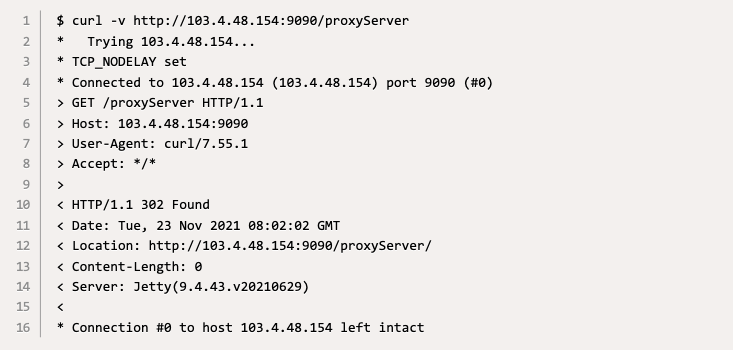 1 $ curl -v http://103.4.48.154:9090/proxyServer
2 *   Trying 103.4.48.154...
3 * TCP_NODELAY set
4 * Connected to 103.4.48.154 (103.4.48.154) port 9090 (#0)
5 > GET /proxyServer HTTP/1.1
6 > Host: 103.4.48.154:9090
7 > User-Agent: curl/7.55.1
8 > Accept: */*
9 >
10 < HTTP/1.1 302 Found
11 < Date: Tue, 23 Nov 2021 08:02:02 GMT
12 < Location: http://103.4.48.154:9090/proxyServer/
13 < Content-Length: 0
14 < Server: Jetty(9.4.43.v20210629)
15 <
16 * Connection #0 to host 103.4.48.154 left intact